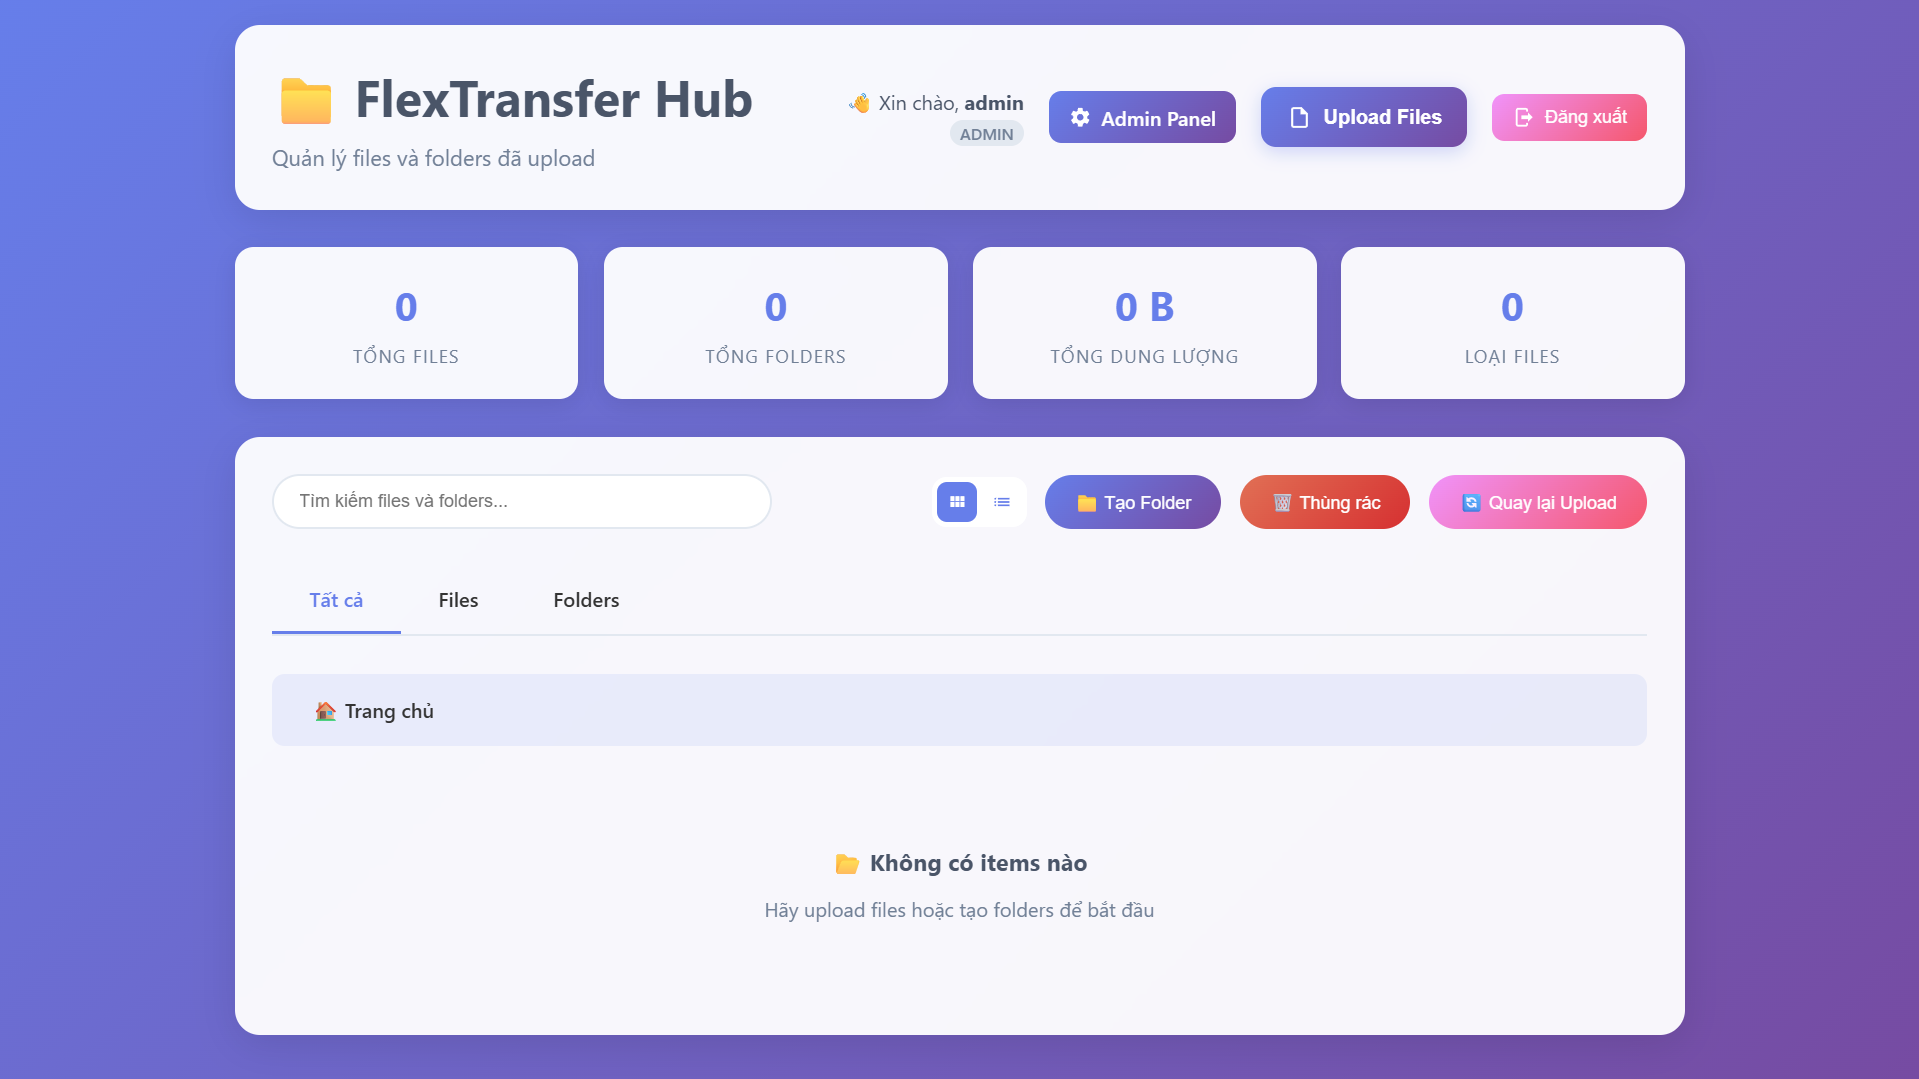 FlexTransfer Hub
Quản lý files và folders đã upload
Xin chào, admin
ADMIN
Admin Panel
Upload Files
Đăng xuất
0
TỔNG FILES
0
TỔNG FOLDERS
0 B
TỔNG DUNG LƯỢNG
0
LOẠI FILES
Tìm kiếm files và folders...
Tạo Folder
Thùng rác
Quay lại Upload
Tất cả
Files
Folders
Trang chủ
Không có items nào
Hãy upload files hoặc tạo folders để bắt đầu